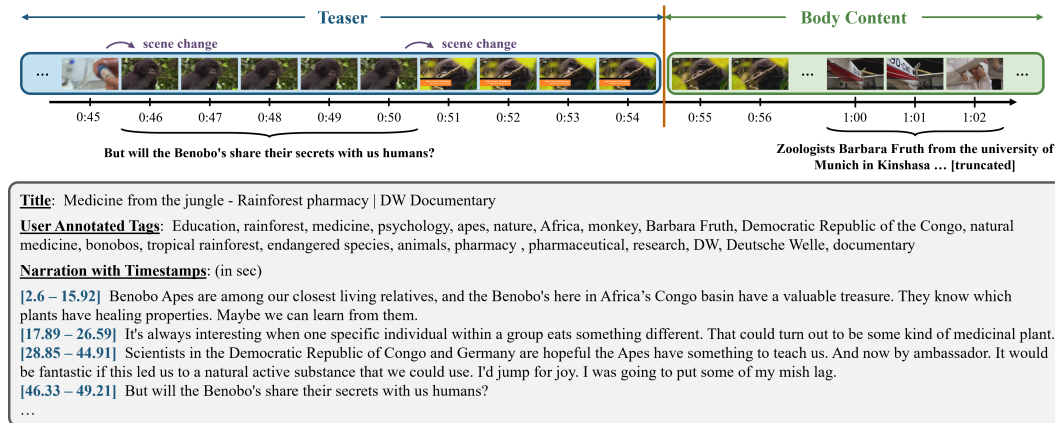 Teaser
Body Content
scene change
scene change
...
...
...
0:45
0:46
0:47
0:48
0:49
0:50
0:51
0:52
0:53
0:54
0:55
0:56
1:00
1:01
1:02
But will the Benobo's share their secrets with us humans?
Zoologists Barbara Fruth from the university of
Munich in Kinshasa … [truncated]
Title: Medicine from the jungle - Rainforest pharmacy | DW Documentary
User Annotated Tags: Education, rainforest, medicine, psychology, apes, nature, Africa, monkey, Barbara Fruth, Democratic Republic of the Congo, natural
medicine, bonobos, tropical rainforest, endangered species, animals, pharmacy , pharmaceutical, research, DW, Deutsche Welle, documentary
Narration with Timestamps: (in sec)
[2.6 – 15.92] Benobo Apes are among our closest living relatives, and the Benobo's here in Africa's Congo basin have a valuable treasure. They know which
plants have healing properties. Maybe we can learn from them.
[17.89 – 26.59] It's always interesting when one specific individual within a group eats something different. That could turn out to be some kind of medicinal plant.
[28.85 – 44.91] Scientists in the Democratic Republic of Congo and Germany are hopeful the Apes have something to teach us. And now by ambassador. It would
be fantastic if this led us to a natural active substance that we could use. I'd jump for joy. I was going to put some of my mish lag.
[46.33 – 49.21] But will the Benobo's share their secrets with us humans?
…